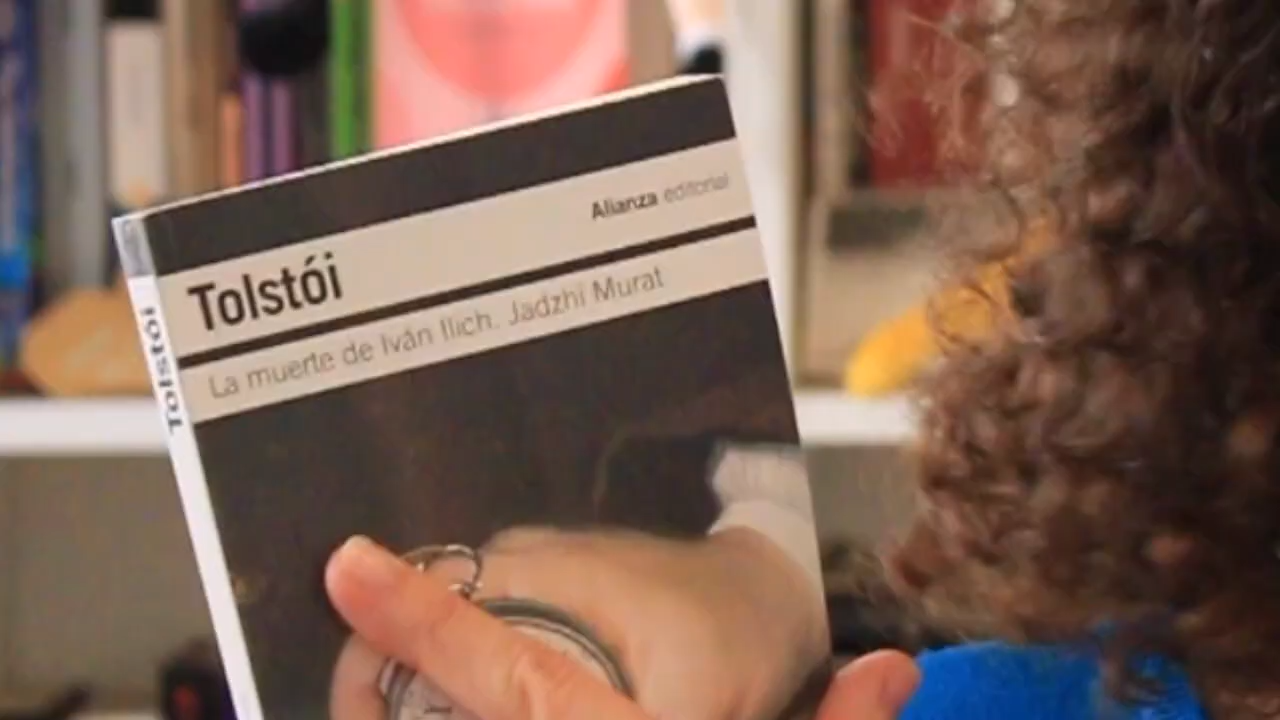 Alianza editorial
Tolstói
La muerte de Iván Ilich. Jadzhi Murat
Tolstói